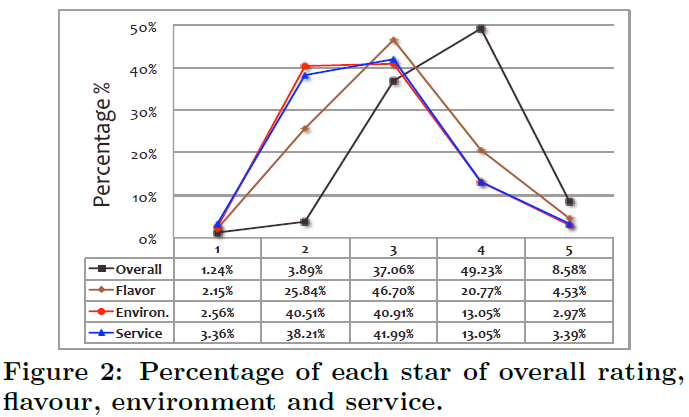 50%
40%
30%
20%
10%
0%
Percentage %
1 2 3 4 5
Overall 1.24% 3.89% 37.06% 49.23% 8.58%
Flavor 2.15% 25.84% 46.70% 20.77% 4.53%
Environ. 2.56% 40.51% 40.91% 13.05% 2.97%
Service 3.36% 38.21% 41.99% 13.05% 3.39%
Figure 2: Percentage of each star of overall rating,
flavour, environment and service.